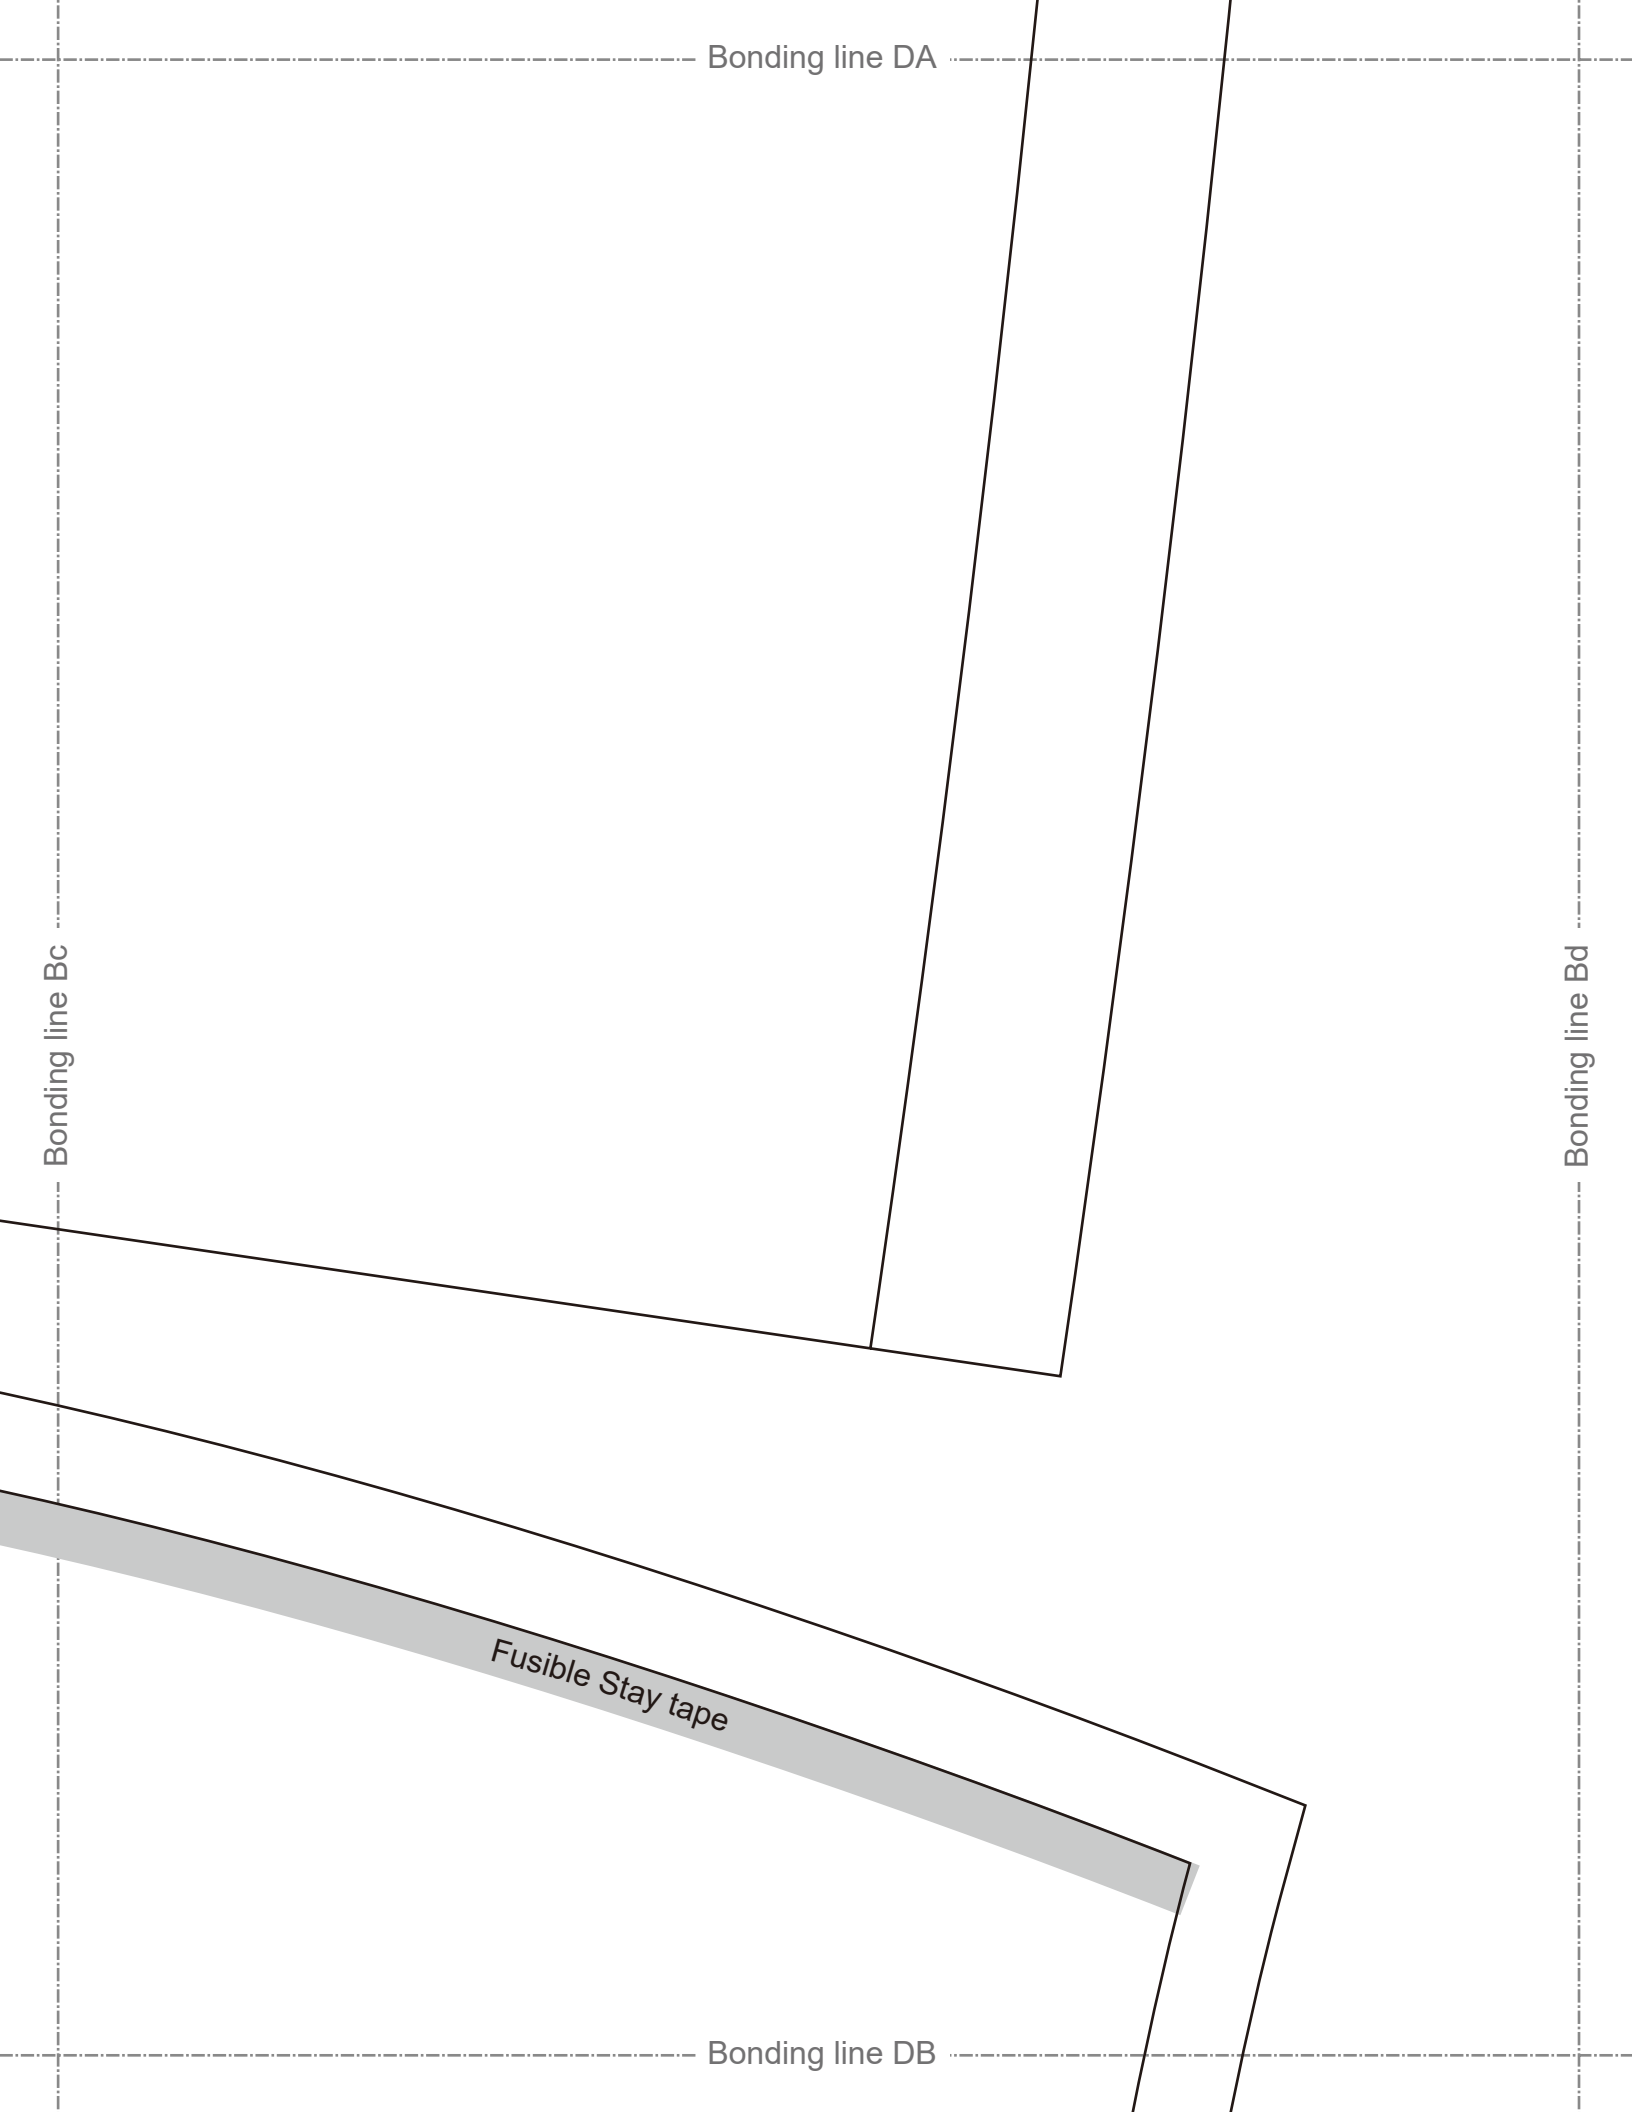 Bonding line DA
Bonding line Bc
Bonding line Bd
Fusible Stay tape
Bonding line DB